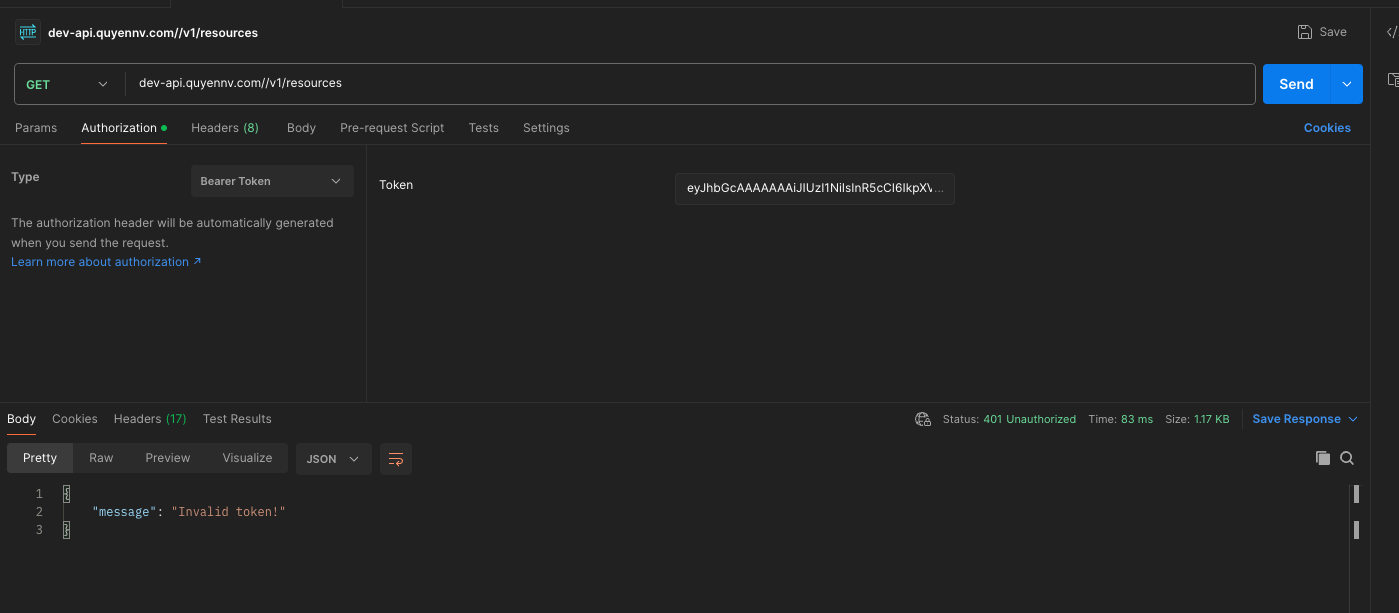 HTTP dev-api.quyennv.com//v1/resources Save
GET dev-api.quyennv.com//v1/resources Send
Params Authorization Headers (8) Body Pre-request Script Tests Settings Cookies
Type Bearer Token
Token eyJhbGcAAAAAAAiJIUzI1NiIsInR5cCI6IkpXV...
The authorization header will be automatically generated
when you send the request.
Learn more about authorization ↗
Body Cookies Headers (17) Test Results Status: 401 Unauthorized Time: 83 ms Size: 1.17 KB Save Response
Pretty Raw Preview Visualize JSON
1 {
2 "message": "Invalid token!"
3 }